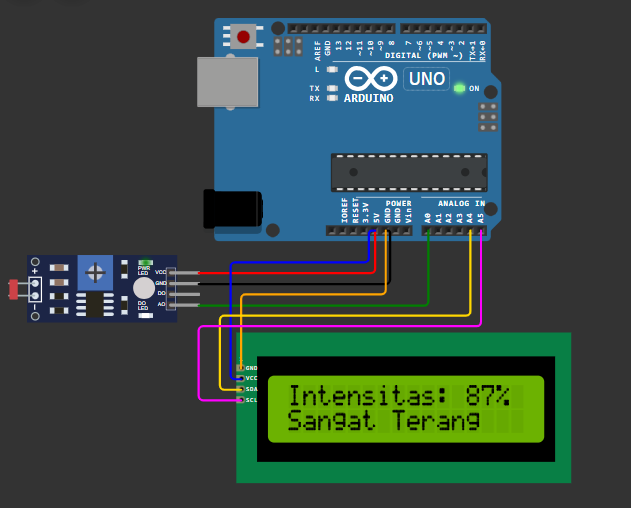 AREF
GND
13
12
~11
~10
~9
8
7
~6
~5
4
~3
2
TX→1
RX←0
DIGITAL (PWM ~)
L
TX
RX
UNO
ARDUINO
ON
IOREF
RESET
3.3V
5V
GND
GND
Vin
POWER
ANALOG IN
A0
A1
A2
A3
A4
A5
+
-
PWR
LED
DO
LED
VCC
GND
DO
AO
GND
VCC
SDA
SCL
Intensitas: 87%
Sangat Terang